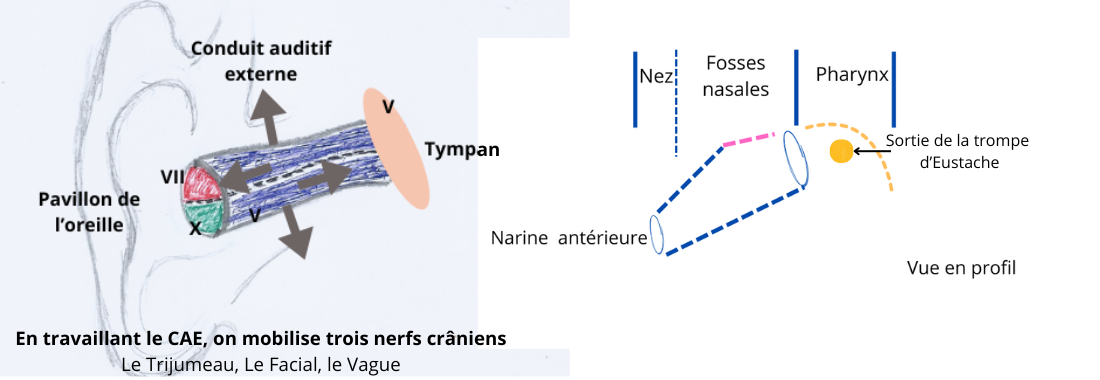 Conduit auditif
externe
V
Tympan
VII
Pavillon de
l’oreille
V
X
En travaillant le CAE, on mobilise trois nerfs crâniens
Le Trijumeau, Le Facial, le Vague
Nez
Fosses
nasales
Pharynx
Sortie de la trompe
d’Eustache
Narine antérieure
Vue en profil